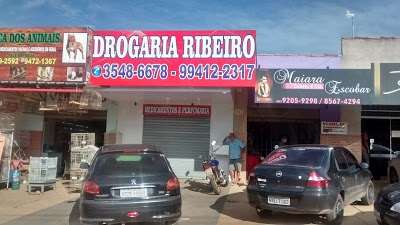 CA DOS ANIMAIS
-2592 9472-1367
DROGARIA RIBEIRO
3548-6678 - 99412-2317
MEDICAMENTOS E PERFUMARIA
Maiara Escobar
9205-9298 / 8567-4294